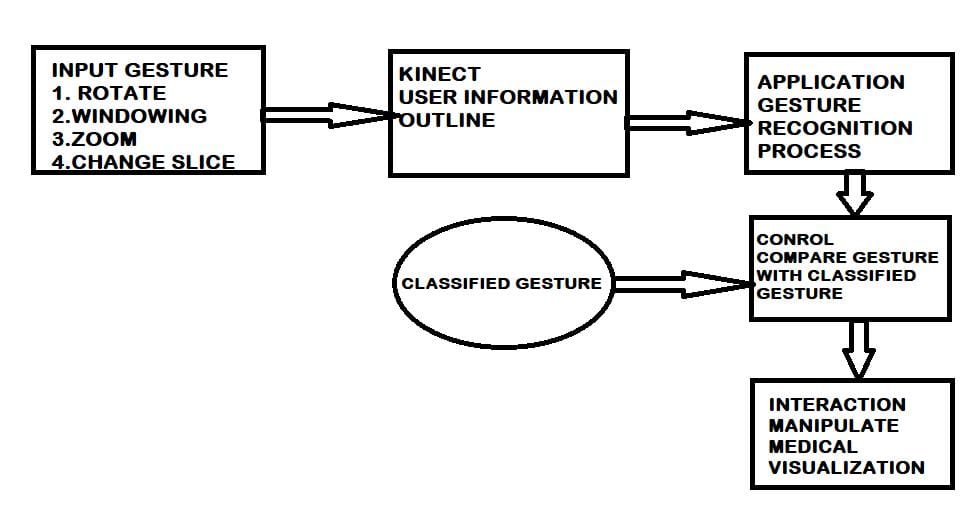 INPUT GESTURE
1. ROTATE
2.WINDOWING
3.ZOOM
4.CHANGE SLICE
KINECT
USER INFORMATION
OUTLINE
APPLICATION
GESTURE
RECOGNITION
PROCESS
CLASSIFIED GESTURE
CONROL
COMPARE GESTURE
WITH CLASSIFIED
GESTURE
INTERACTION
MANIPULATE
MEDICAL
VISUALIZATION